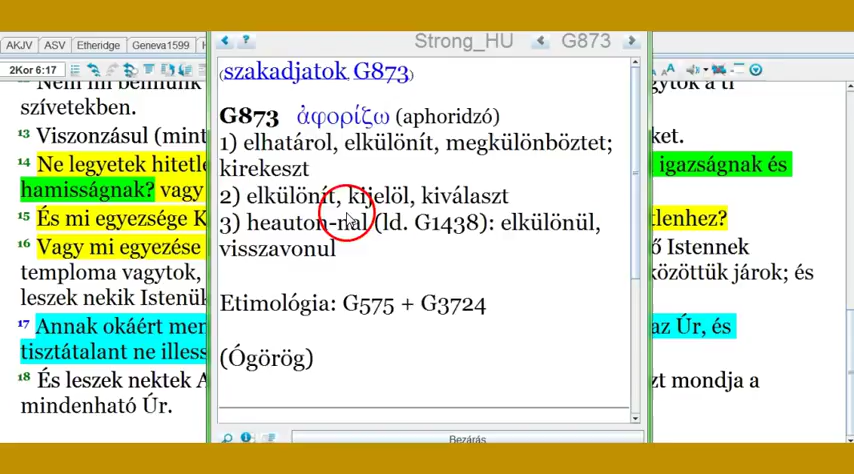 Strong_HU G873
AKJV ASV Etheridge Geneva1599
2Kor 6:17
(szakadjatok, G873)
szívetekben.
G873 ἀφορίζω (aphoridzó)
13 Viszonzásul (mint ket.
1) elhatárol, elkülönít, megkülönböztet;
14 Ne legyetek hitetle igazságnak és
kirekeszt
hamisságnak? vagy
2) elkülönít, kijelöl, kiválaszt
15 És mi egyezsége K tlenhez?
3) heauton-nal (ld. G1438): elkülönül,
16 Vagy mi egyezése ő Istennek
visszavonul
temploma vagytok, közöttük járok; és
leszek nekik Istenük
Etimológia: G575 + G3724
17 Annak okáért men az Úr, és
tisztátalant ne illess
(Ógörög)
18 És leszek nektek A zt mondja a
mindenható Úr.
Bezárás